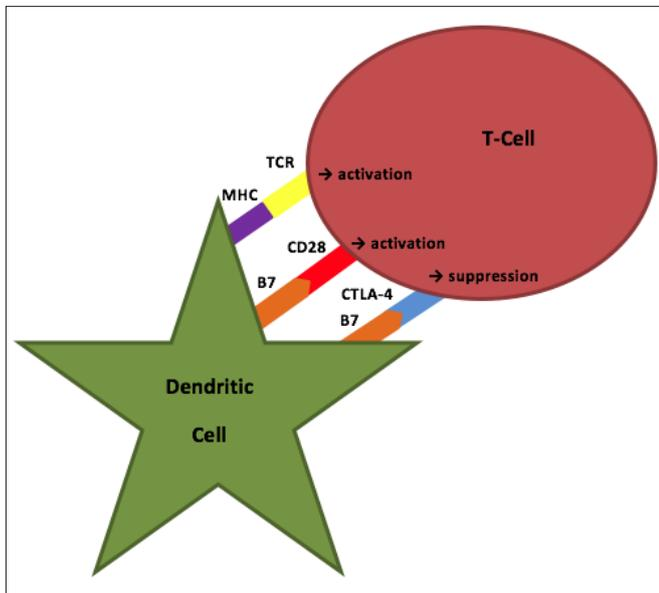 T-Cell
TCR
→ activation
MHC
CD28
→ activation
B7
→ suppression
CTLA-4
B7
Dendritic
Cell